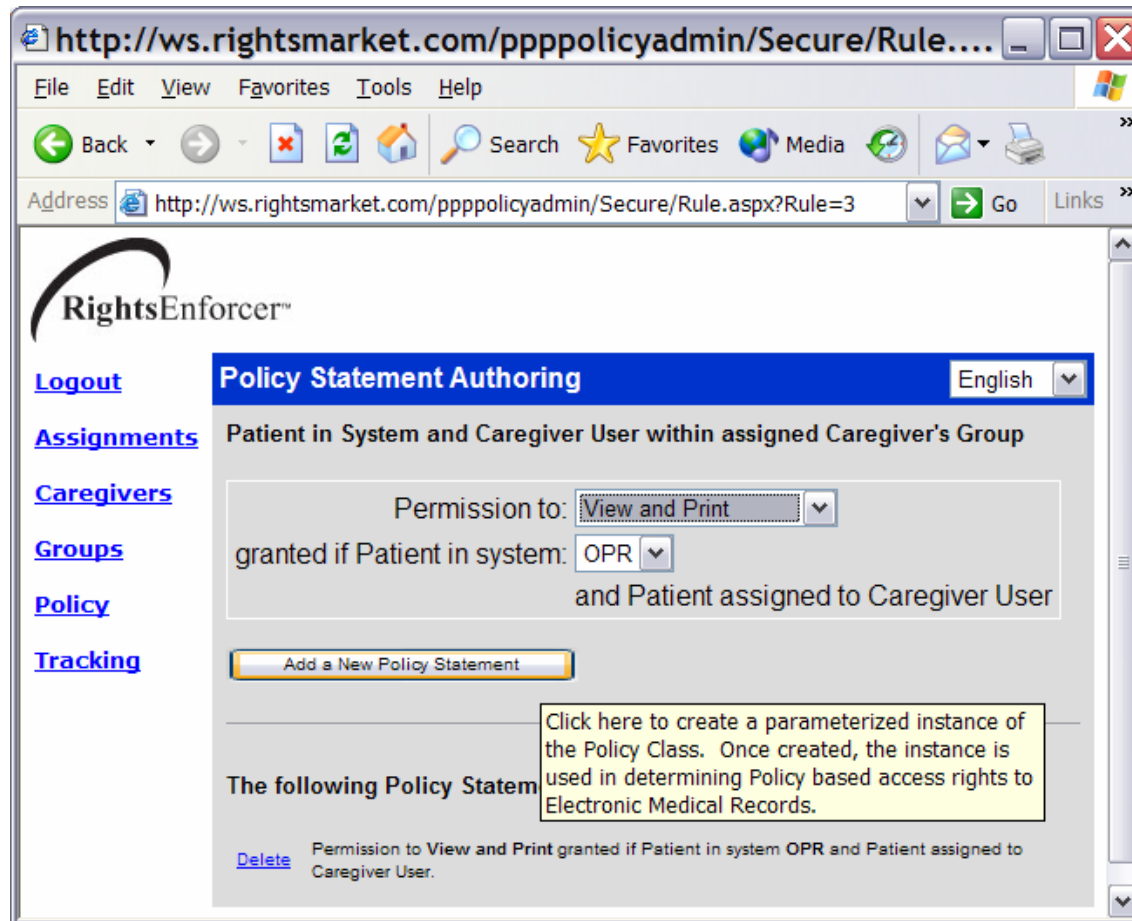 http://ws.rightsmarket.com/ppppolicyadmin/Secure/Rule....
File Edit View Favorites Tools Help
Back Search Favorites Media »
Address http://ws.rightsmarket.com/ppppolicyadmin/Secure/Rule.aspx?Rule=3 Go Links »
RightsEnforcer™
Logout
Assignments
Caregivers
Groups
Policy
Tracking
Policy Statement Authoring English
Patient in System and Caregiver User within assigned Caregiver's Group
Permission to: View and Print
granted if Patient in system: OPR
and Patient assigned to Caregiver User
Add a New Policy Statement
Click here to create a parameterized instance of
the Policy Class. Once created, the instance is
used in determining Policy based access rights to
Electronic Medical Records.
The following Policy Statem
Delete Permission to View and Print granted if Patient in system OPR and Patient assigned to
Caregiver User.